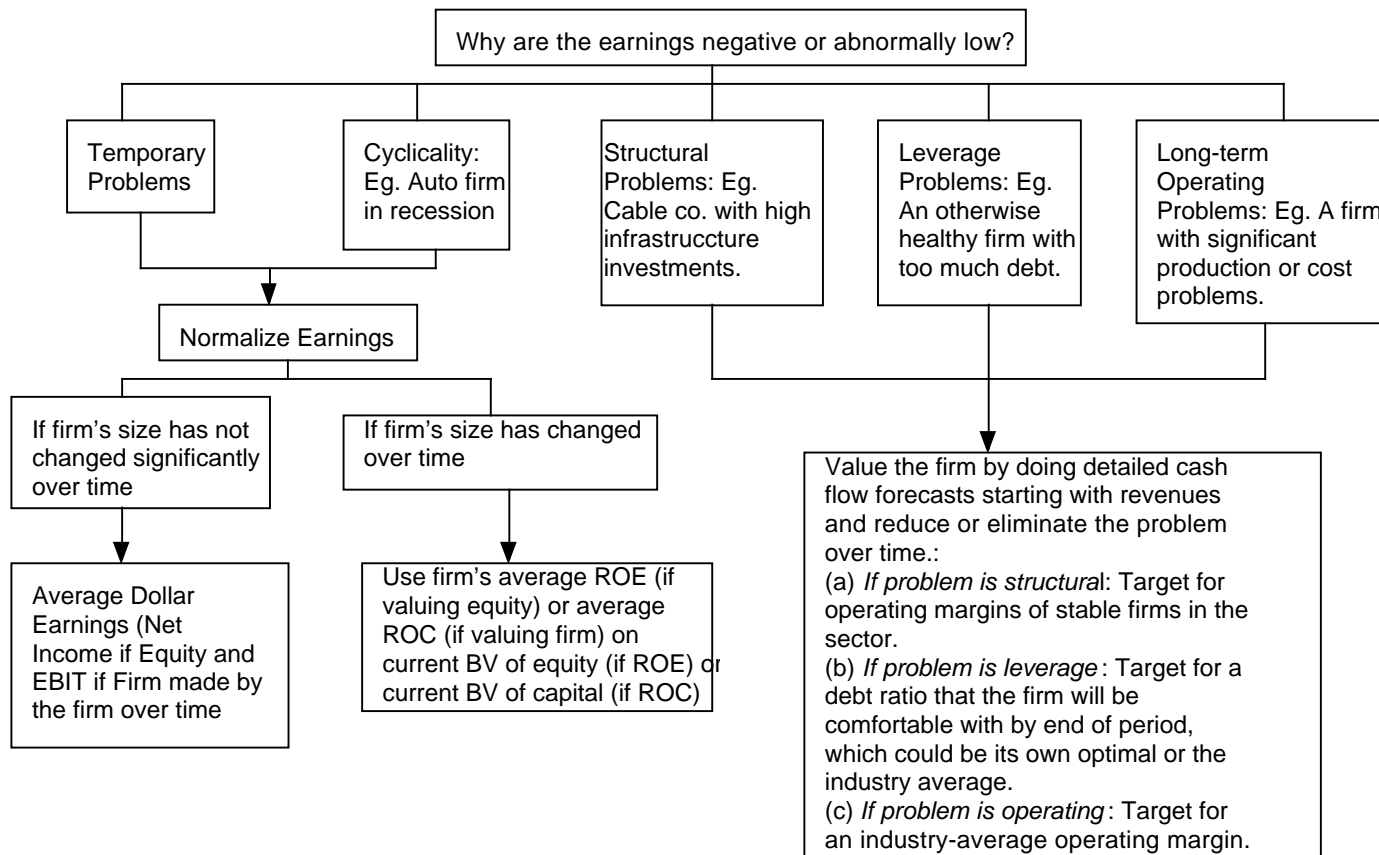 Why are the earnings negative or abnormally low?
Temporary
Problems
Cyclicality:
Eg. Auto firm
in recession
Structural
Problems: Eg.
Cable co. with high
infrastruccture
investments.
Leverage
Problems: Eg.
An otherwise
healthy firm with
too much debt.
Long-term
Operating
Problems: Eg. A firm
with significant
production or cost
problems.
Normalize Earnings
If firm’s size has not
changed significantly
over time
If firm’s size has changed
over time
Average Dollar
Earnings (Net
Income if Equity and
EBIT if Firm made by
the firm over time
Use firm’s average ROE (if
valuing equity) or average
ROC (if valuing firm) on
current BV of equity (if ROE) or
current BV of capital (if ROC)
Value the firm by doing detailed cash
flow forecasts starting with revenues
and reduce or eliminate the problem
over time.:
(a) If problem is structural: Target for
operating margins of stable firms in the
sector.
(b) If problem is leverage: Target for a
debt ratio that the firm will be
comfortable with by end of period,
which could be its own optimal or the
industry average.
(c) If problem is operating: Target for
an industry-average operating margin.